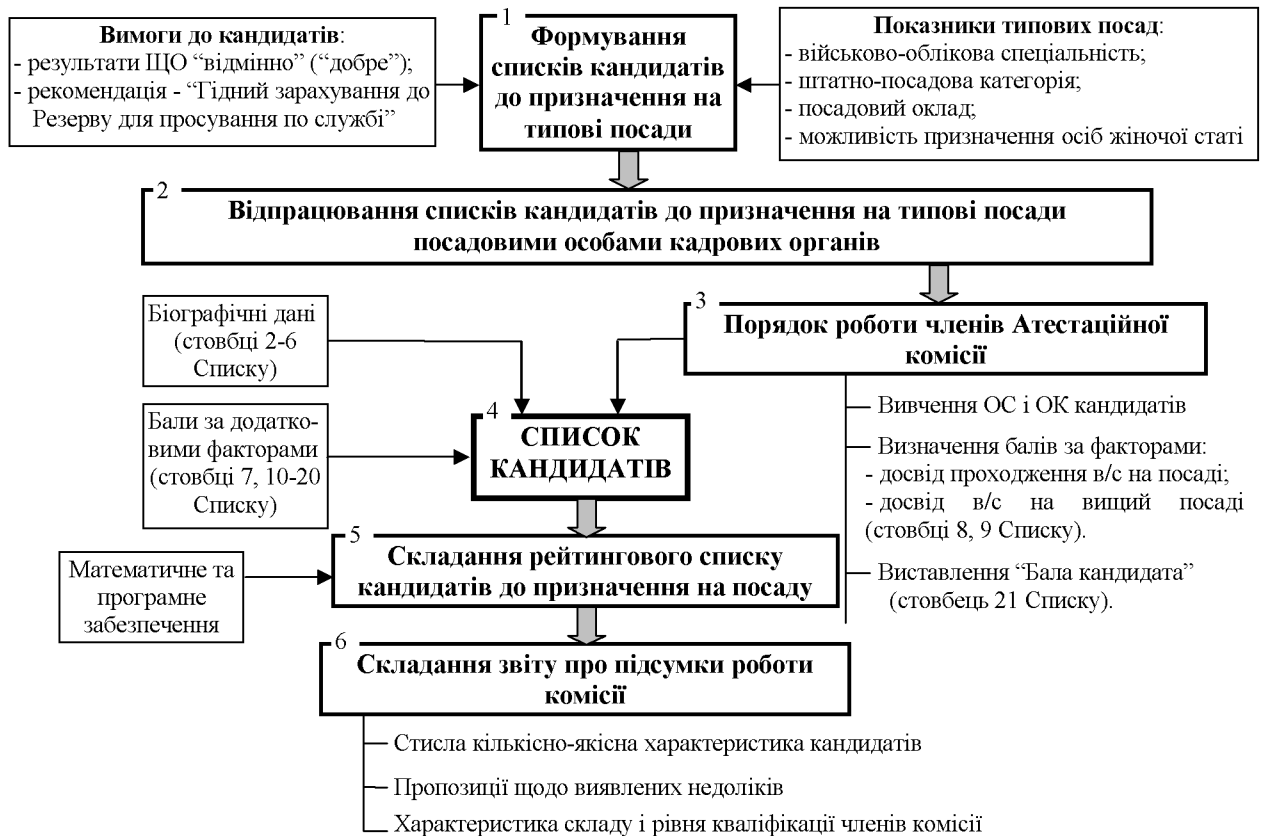 Вимоги до кандидатів:
- результати ЩО “відмінно” (“добре”);
- рекомендація - “Гідний зарахування до
Резерву для просування по службі”
1
Формування
списків кандидатів
до призначення на
типові посади
Показники типових посад:
- військово-облікова спеціальність;
- штатно-посадова категорія;
- посадовий оклад;
- можливість призначення осіб жіночої статі
2
Відпрацювання списків кандидатів до призначення на типові посади
посадовими особами кадрових органів
3
Порядок роботи членів Атестаційної
комісії
Вивчення ОС і ОК кандидатів
Визначення балів за факторами:
- досвід проходження в/с на посаді;
- досвід в/с на вищий посаді
(стовбці 8, 9 Списку).
Виставлення “Бала кандидата”
(стовбець 21 Списку).
Біографічні дані
(стовбці 2-6
Списку)
Бали за додатко-
вими факторами
(стовбці 7, 10-20
Списку)
4
СПИСОК
КАНДИДАТІВ
5
Складання рейтингового списку
кандидатів до призначення на посаду
Математичне та
програмне
забезпечення
6
Складання звіту про підсумки роботи
комісії
Стисла кількісно-якісна характеристика кандидатів
Пропозиції щодо виявлених недоліків
Характеристика складу і рівня кваліфікації членів комісії